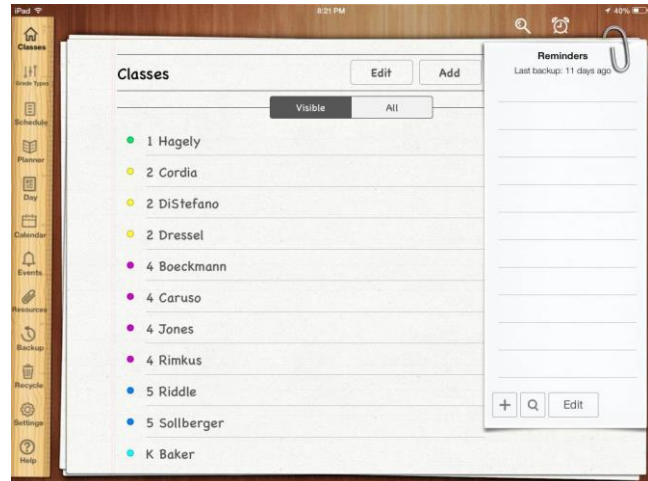 iPad 8:21 PM 40%
Classes
Grade Types
Schedule
Planner
Day
Calendar
Events
Resources
Backup
Recycle
Settings
Help
Classes Edit Add
Visible All
1 Hagely
2 Cordia
2 DiStefano
2 Dressel
4 Boeckmann
4 Caruso
4 Jones
4 Rimkus
5 Riddle
5 Sollberger
K Baker
Reminders
Last backup: 11 days ago
Edit